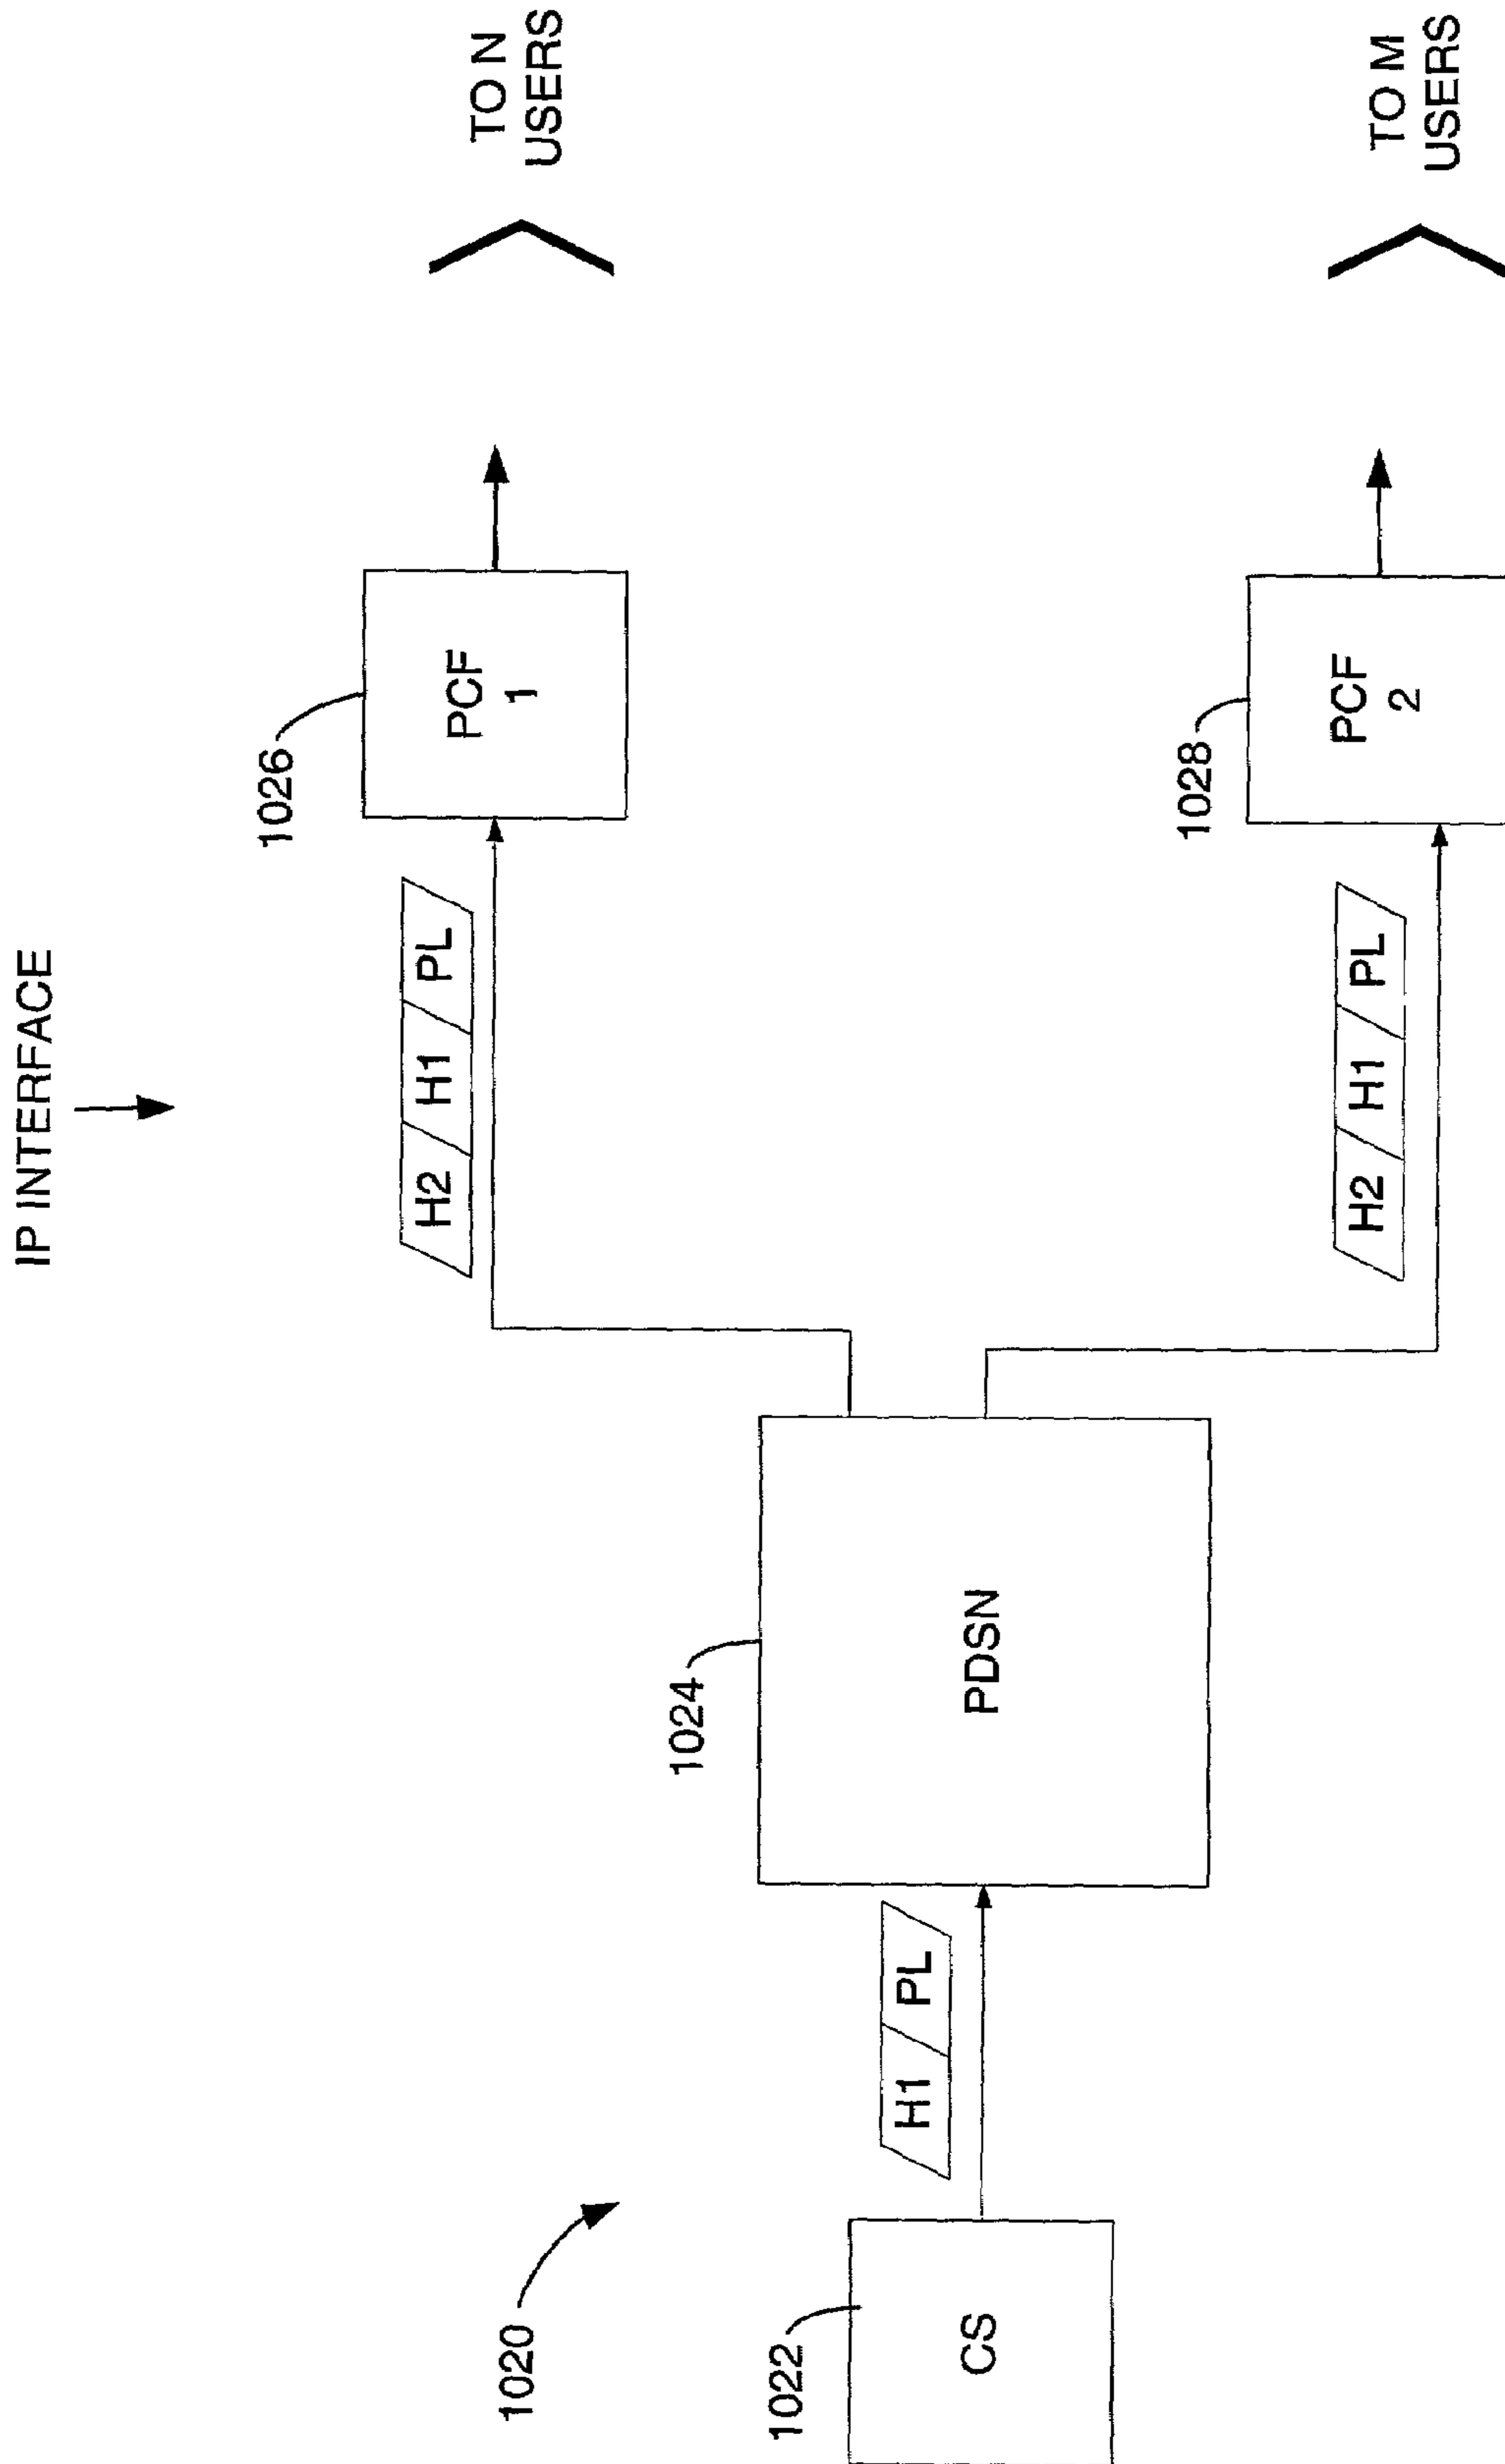 IP INTERFACE
1020
1022
CS
H1 PL
1024
PDSN
H2 H1 PL
1026
PCF
1
TO N
USERS
H2 H1 PL
1028
PCF
2
TO M
USERS